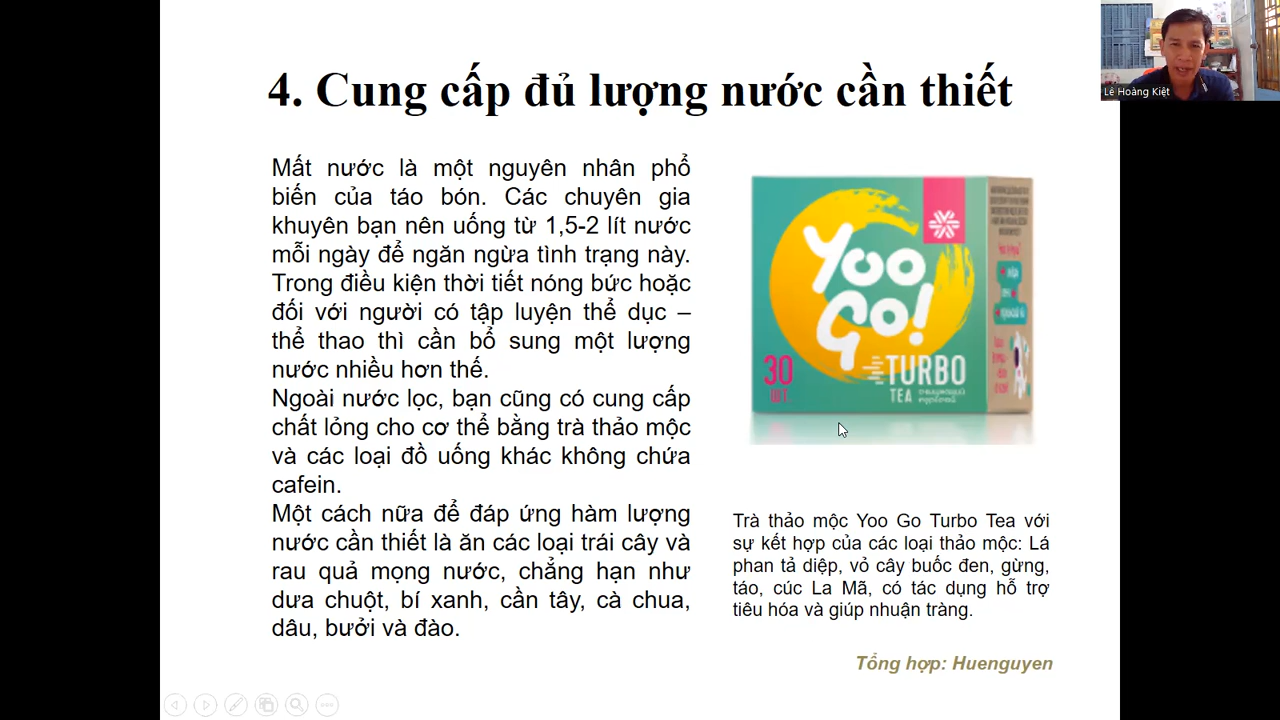 4. Cung cấp đủ lượng nước cần thiết
Lê Hoàng Kiệt
Mất nước là một nguyên nhân phổ
biến của táo bón. Các chuyên gia
khuyên bạn nên uống từ 1,5-2 lít nước
mỗi ngày để ngăn ngừa tình trạng này.
Trong điều kiện thời tiết nóng bức hoặc
đối với người có tập luyện thể dục –
thể thao thì cần bổ sung một lượng
nước nhiều hơn thế.
Ngoài nước lọc, bạn cũng có cung cấp
chất lỏng cho cơ thể bằng trà thảo mộc
và các loại đồ uống khác không chứa
cafein.
Một cách nữa để đáp ứng hàm lượng
nước cần thiết là ăn các loại trái cây và
rau quả mọng nước, chẳng hạn như
dưa chuột, bí xanh, cần tây, cà chua,
dâu, bưởi và đào.
Yoo
Go!
30
TURBO
TEA
Trà thảo mộc Yoo Go Turbo Tea với
sự kết hợp của các loại thảo mộc: Lá
phan tả diệp, vỏ cây buốc đen, gừng,
táo, cúc La Mã, có tác dụng hỗ trợ
tiêu hóa và giúp nhuận tràng.
Tổng hợp: Huenguyen